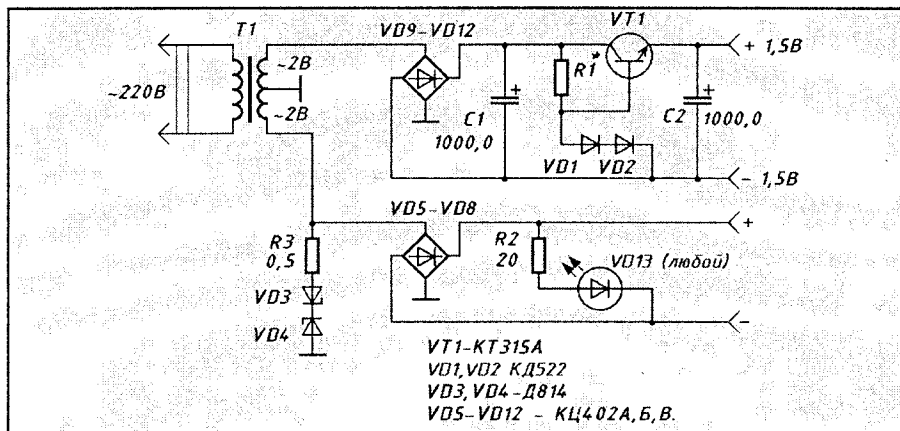 T1
VD9-VD12
VT1
~220В
~2В
~2В
R1*
+
C1
1000,0
+
C2
1000,0
+ 1,5В
VD1 VD2
- 1,5В
VD5-VD8
+
R3
0,5
R2
20
VD13 (любой)
VD3
VD4
-
VT1-КТ315А
VD1,VD2 КД522
VD3,VD4-Д814
VD5-VD12 - КЦ402А,Б,В.